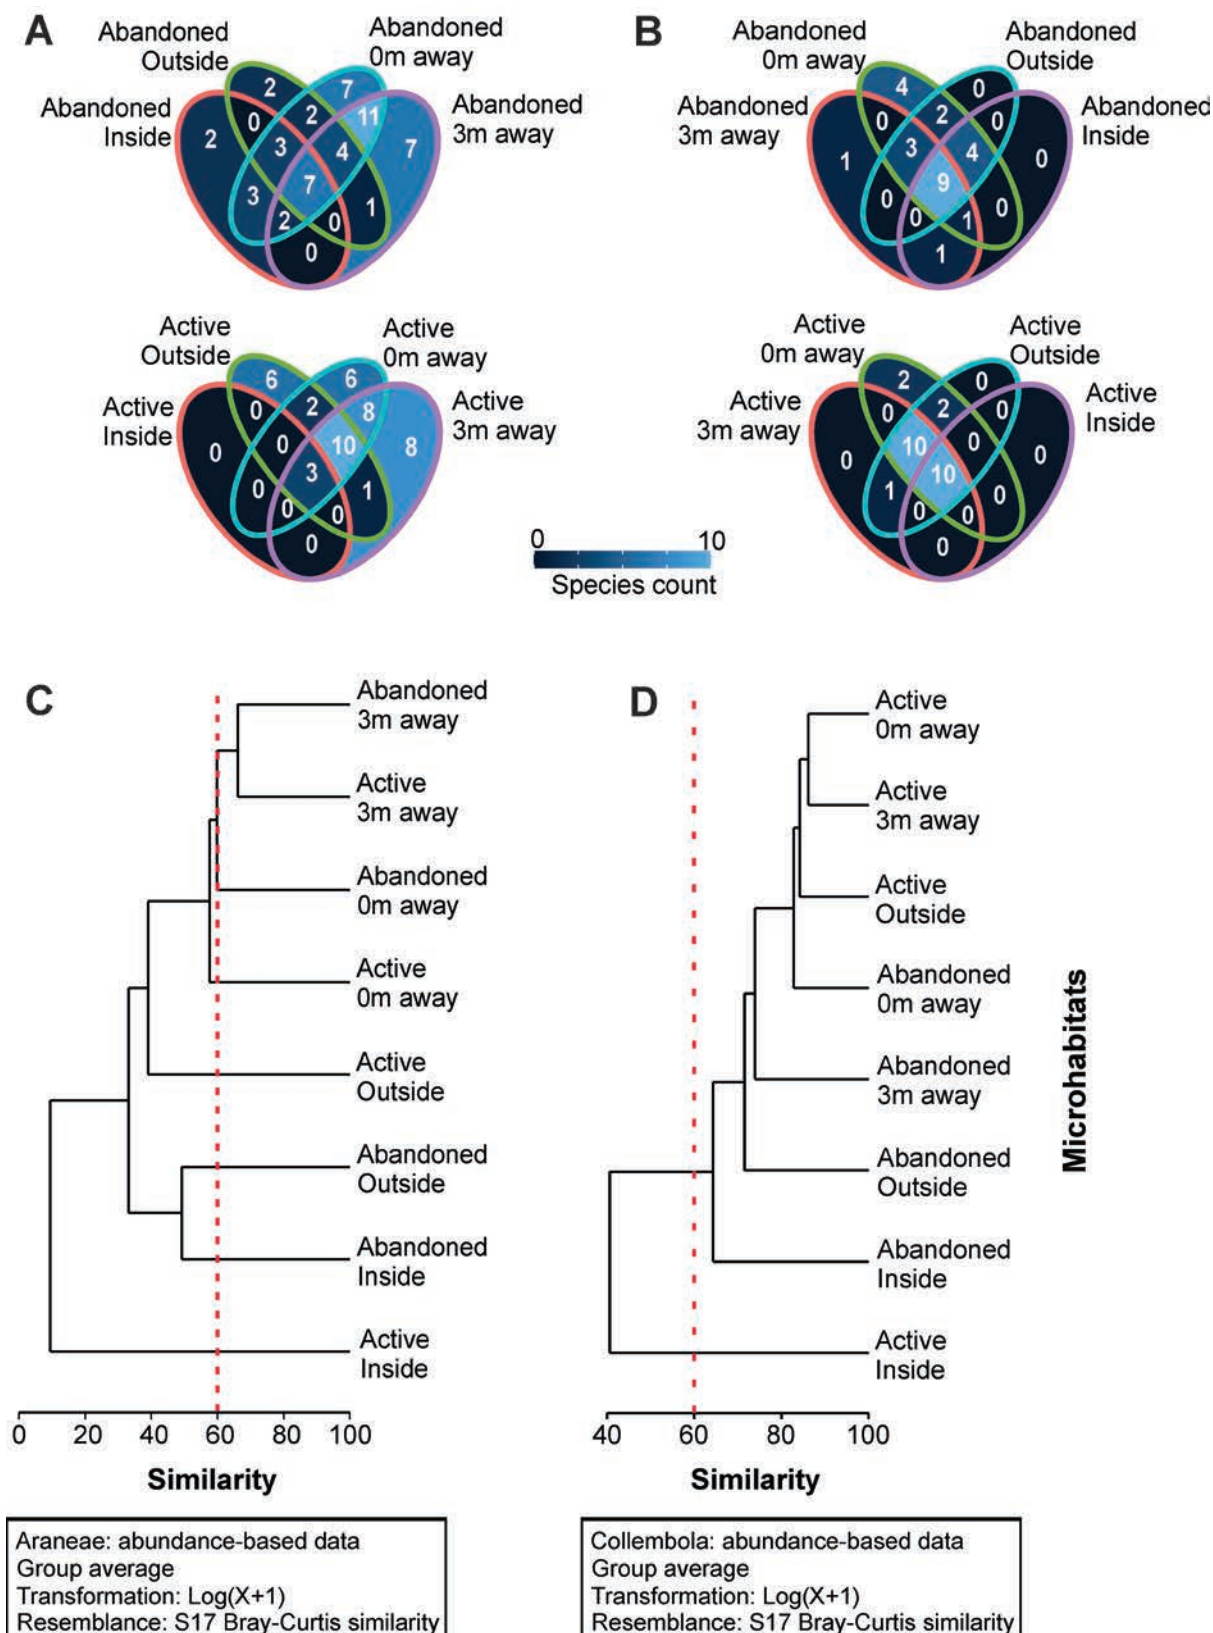 A
Abandoned
Outside
Abandoned
0m away
Abandoned
Inside
Abandoned
3m away
2
7
2
0
2
11
7
3
4
3
7
2
0
1
0
Active
Outside
Active
0m away
Active
Inside
Active
3m away
6
6
0
0
2
8
8
0
10
0
3
0
0
1
0
0 10
Species count
B
Abandoned
0m away
Abandoned
Outside
Abandoned
3m away
Abandoned
Inside
4
0
1
0
2
0
0
3
4
0
9
0
1
0
1
Active
0m away
Active
Outside
Active
3m away
Active
Inside
2
0
0
0
2
0
0
10
0
1
10
0
0
0
0
C
Abandoned
3m away
Active
3m away
Abandoned
0m away
Active
0m away
Active
Outside
Abandoned
Outside
Abandoned
Inside
Active
Inside
0 20 40 60 80 100
Similarity
Araneae: abundance-based data
Group average
Transformation: Log(X+1)
Resemblance: S17 Bray-Curtis similarity
D
Active
0m away
Active
3m away
Active
Outside
Abandoned
0m away
Abandoned
3m away
Abandoned
Outside
Abandoned
Inside
Active
Inside
Microhabitats
40 60 80 100
Similarity
Collembola: abundance-based data
Group average
Transformation: Log(X+1)
Resemblance: S17 Bray-Curtis similarity